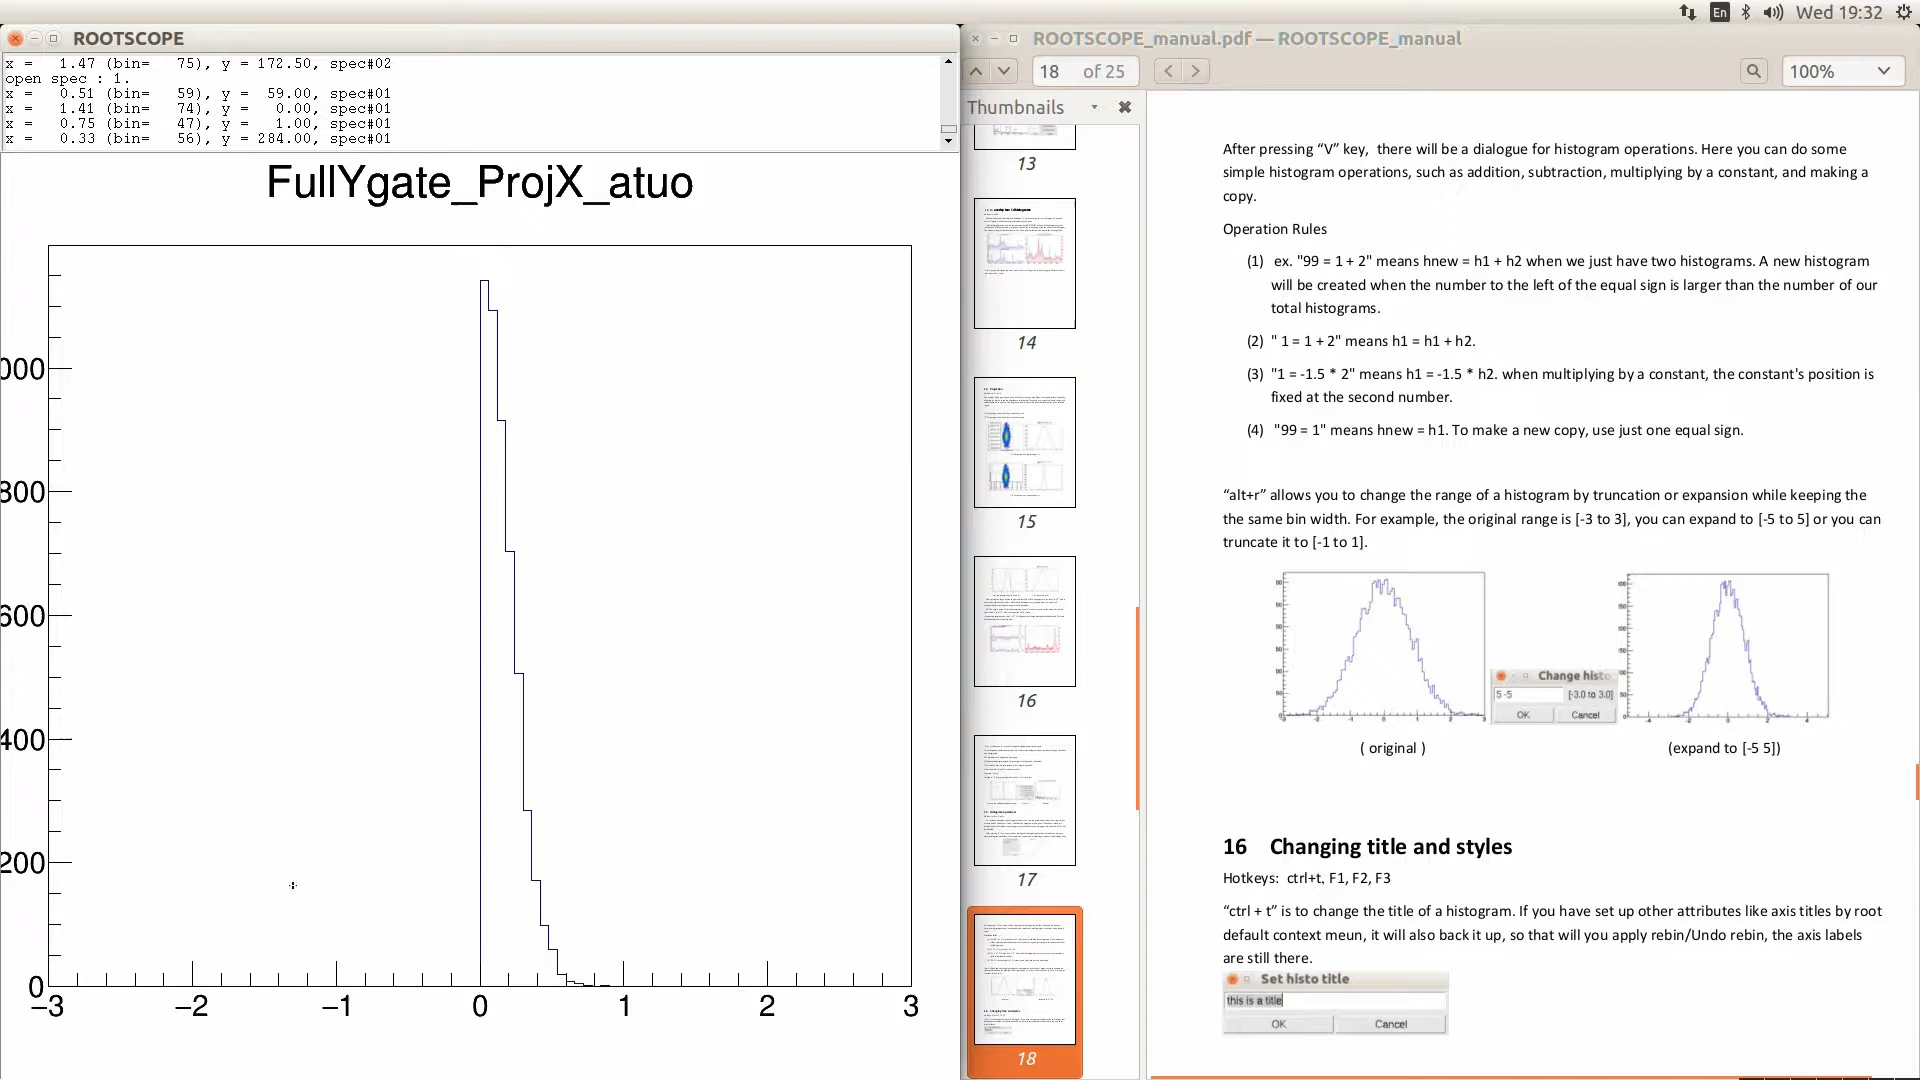 En Wed 19:32
ROOTSCOPE
x = 1.47 (bin= 75), y = 172.50, spec#02
open spec : 1.
x = 0.51 (bin= 59), y = 59.00, spec#01
x = 1.41 (bin= 74), y = 0.00, spec#01
x = 0.75 (bin= 47), y = 1.00, spec#01
x = 0.33 (bin= 56), y = 284.00, spec#01
FullYgate_ProjX_atuo
000
800
600
400
200
0
−3 −2 −1 0 1 2 3
ROOTSCOPE_manual.pdf — ROOTSCOPE_manual
18 of 25
100%
Thumbnails
13
14
15
16
17
18
After pressing “V” key, there will be a dialogue for histogram operations. Here you can do some
simple histogram operations, such as addition, subtraction, multiplying by a constant, and making a
copy.
Operation Rules
(1) ex. "99 = 1 + 2" means hnew = h1 + h2 when we just have two histograms. A new histogram
will be created when the number to the left of the equal sign is larger than the number of our
total histograms.
(2) " 1 = 1 + 2" means h1 = h1 + h2.
(3) "1 = -1.5 * 2" means h1 = -1.5 * h2. when multiplying by a constant, the constant's position is
fixed at the second number.
(4) "99 = 1" means hnew = h1. To make a new copy, use just one equal sign.
“alt+r” allows you to change the range of a histogram by truncation or expansion while keeping the
the same bin width. For example, the original range is [-3 to 3], you can expand to [-5 to 5] or you can
truncate it to [-1 to 1].
Change histo
5 -5 [-3.0 to 3.0]
OK Cancel
( original )
(expand to [-5 5])
16 Changing title and styles
Hotkeys: ctrl+t, F1, F2, F3
“ctrl + t” is to change the title of a histogram. If you have set up other attributes like axis titles by root
default context meun, it will also back it up, so that will you apply rebin/Undo rebin, the axis labels
are still there.
Set histo title
this is a title
OK Cancel